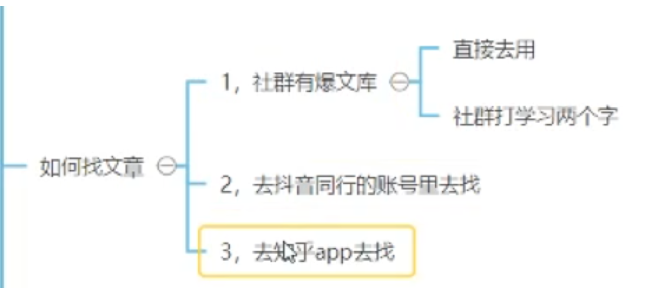 如何找文章
1，社群有爆文库
直接去用
社群打学习两个字
2，去抖音同行的账号里去找
3，去知乎app去找